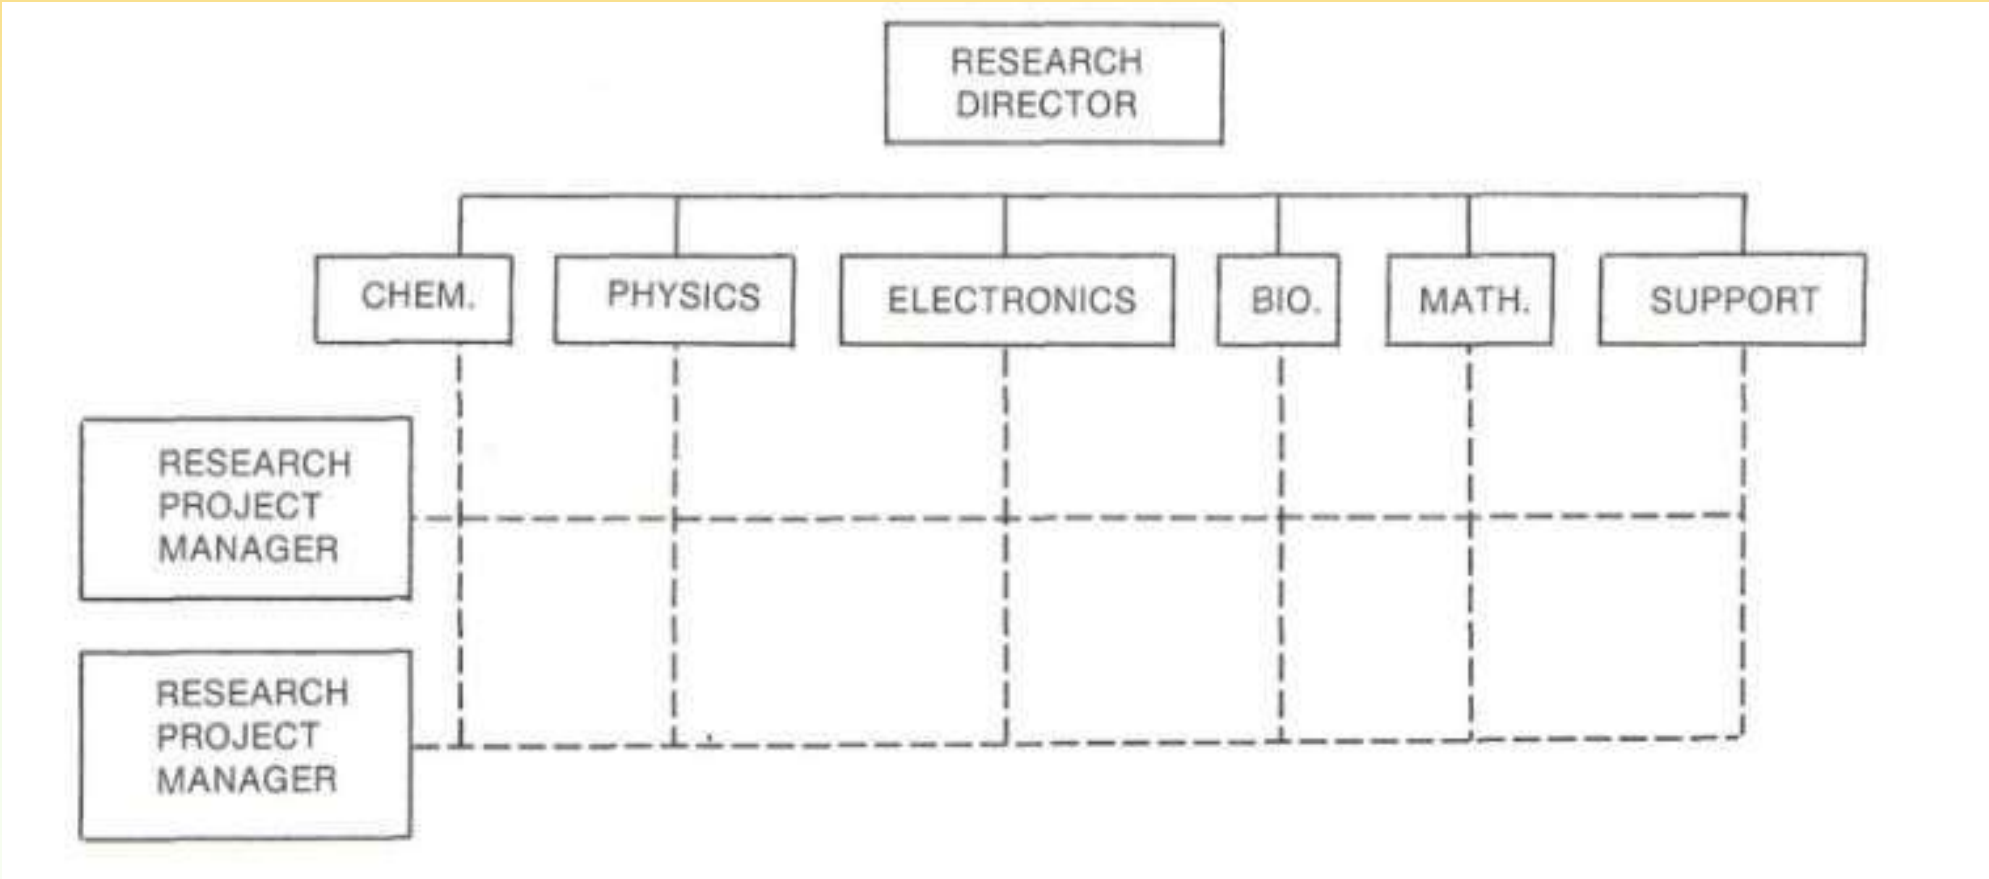 RESEARCH
DIRECTOR
CHEM.
PHYSICS
ELECTRONICS
BIO.
MATH.
SUPPORT
RESEARCH
PROJECT
MANAGER
RESEARCH
PROJECT
MANAGER